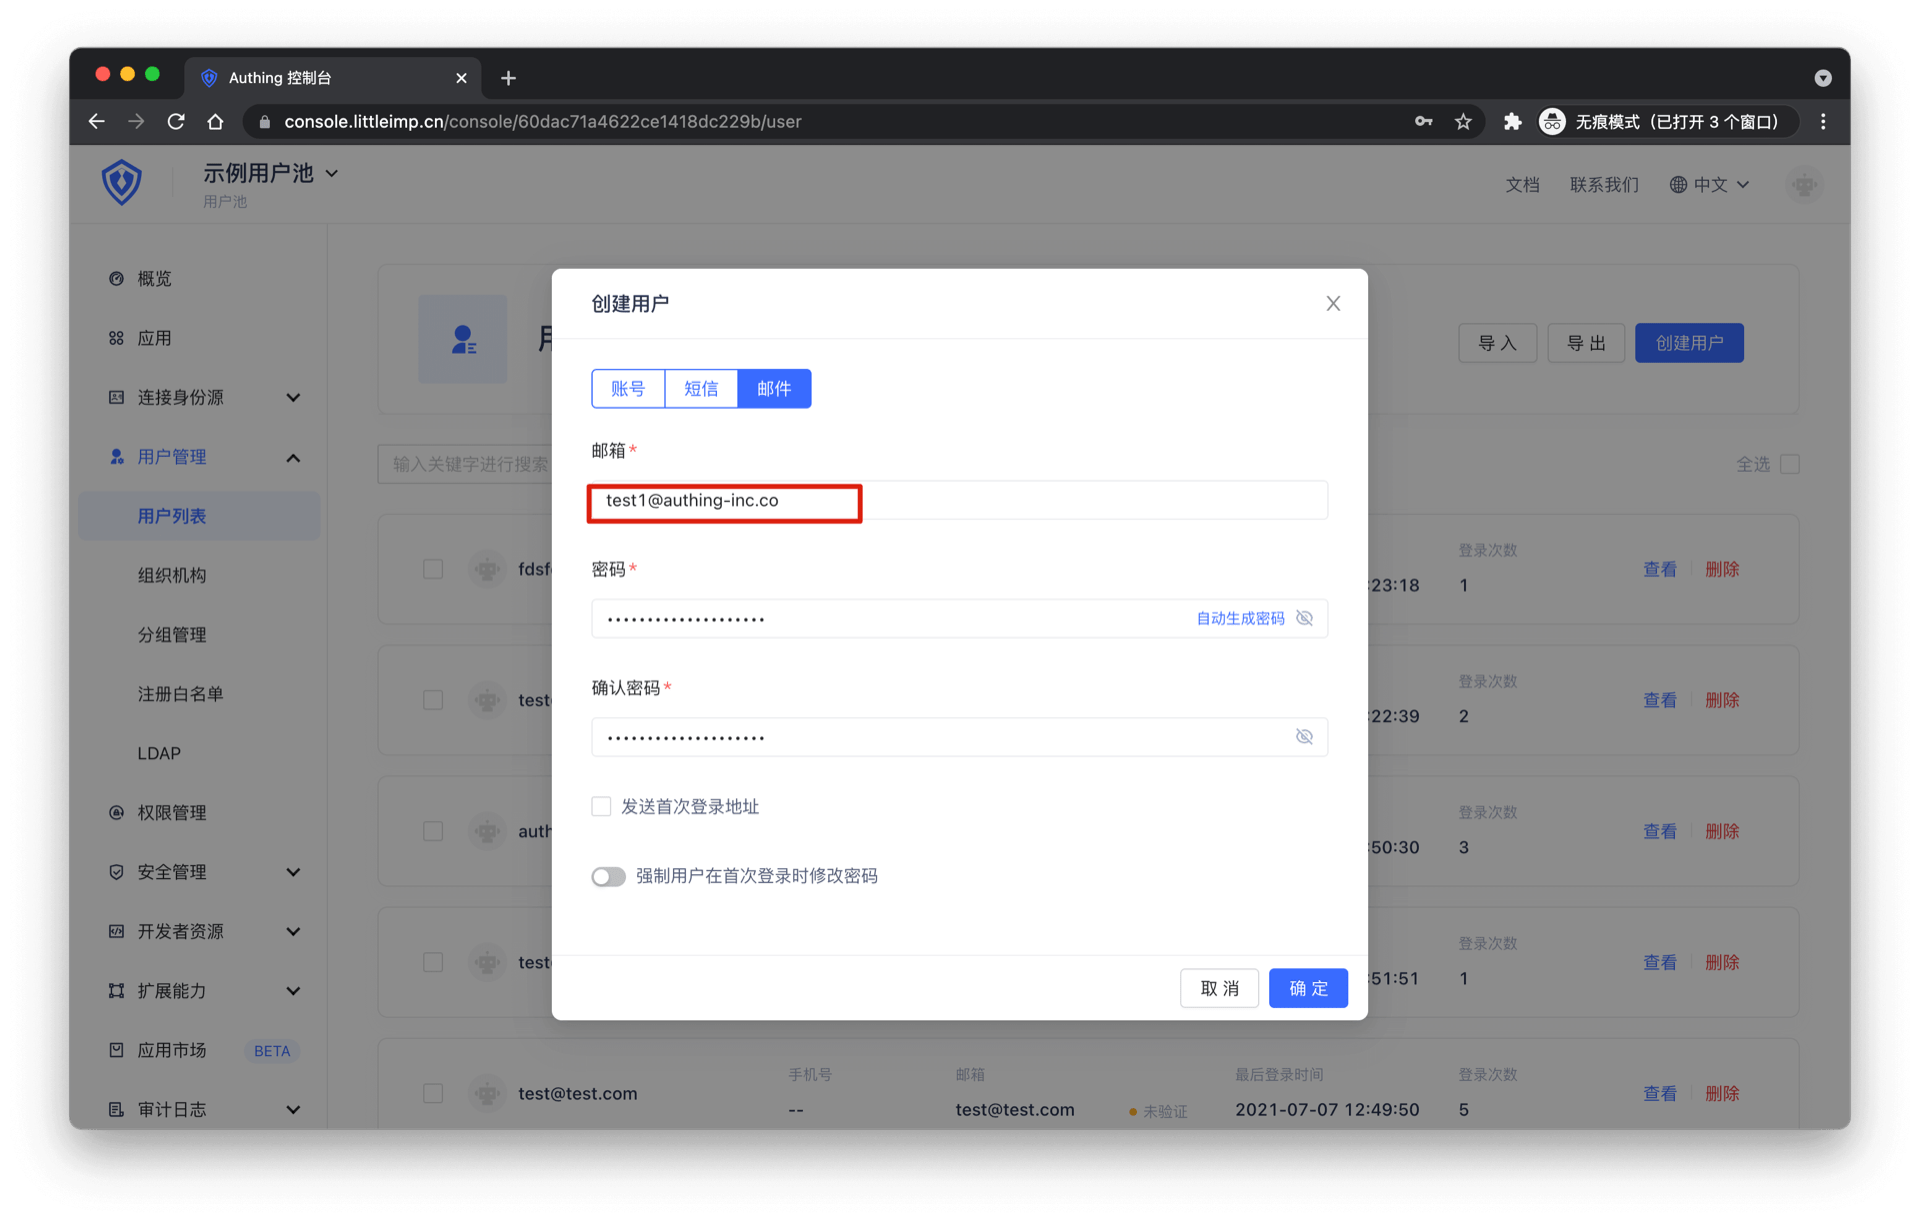 Authing 控制台
console.littleimp.cn/console/60dac71a4622ce1418dc229b/user
无痕模式（已打开 3 个窗口）
示例用户池
用户池
文档
联系我们
中文
概览
应用
连接身份源
用户管理
用户列表
组织机构
分组管理
注册白名单
LDAP
权限管理
安全管理
开发者资源
扩展能力
应用市场 BETA
审计日志
导 入
导 出
创建用户
输入关键字进行搜索
全选
创建用户
账号
短信
邮件
邮箱*
test1@authing-inc.co
密码*
••••••••••••••••••••
自动生成密码
确认密码*
••••••••••••••••••••
发送首次登录地址
强制用户在首次登录时修改密码
取 消
确 定
登录次数
:23:18 1 查看 删除
登录次数
:22:39 2 查看 删除
登录次数
:50:30 3 查看 删除
登录次数
:51:51 1 查看 删除
手机号 邮箱 最后登录时间 登录次数
test@test.com -- test@test.com 未验证 2021-07-07 12:49:50 5 查看 删除